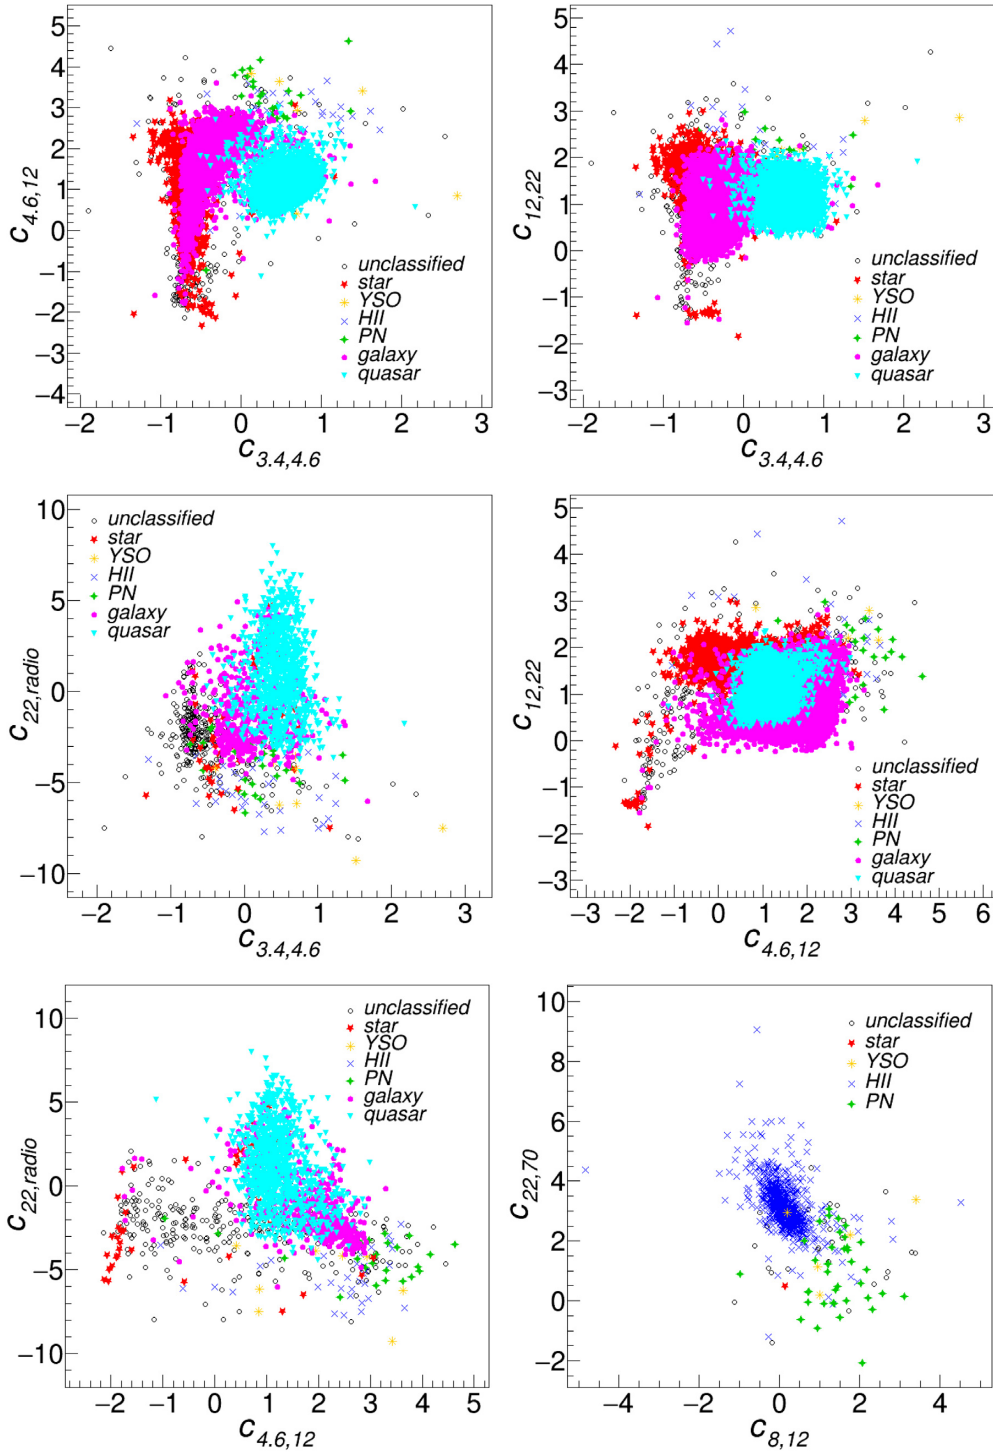 5
4
3
2
1
0
−1
−2
−3
−4
−2 −1 0 1 2 3
c4.6,12
c3.4,4.6
unclassified
star
YSO
HII
PN
galaxy
quasar
5
4
3
2
1
0
−1
−2
−3
−2 −1 0 1 2 3
c12,22
c3.4,4.6
unclassified
star
YSO
HII
PN
galaxy
quasar
10
5
0
−5
−10
−2 −1 0 1 2 3
c22,radio
c3.4,4.6
unclassified
star
YSO
HII
PN
galaxy
quasar
5
4
3
2
1
0
−1
−2
−3
−3 −2 −1 0 1 2 3 4 5 6
c12,22
c4.6,12
unclassified
star
YSO
HII
PN
galaxy
quasar
10
5
0
−5
−10
−2 −1 0 1 2 3 4 5
c22,radio
c4.6,12
unclassified
star
YSO
HII
PN
galaxy
quasar
10
8
6
4
2
0
−2
−4 −2 0 2 4
c22,70
c8,12
unclassified
star
YSO
HII
PN